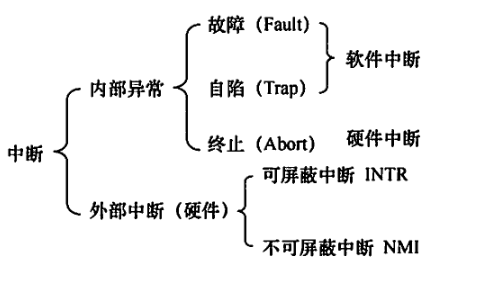 故障（Fault）
软件中断
内部异常
自陷（Trap）
终止（Abort）
硬件中断
中断
可屏蔽中断 INTR
外部中断（硬件）
不可屏蔽中断 NMI